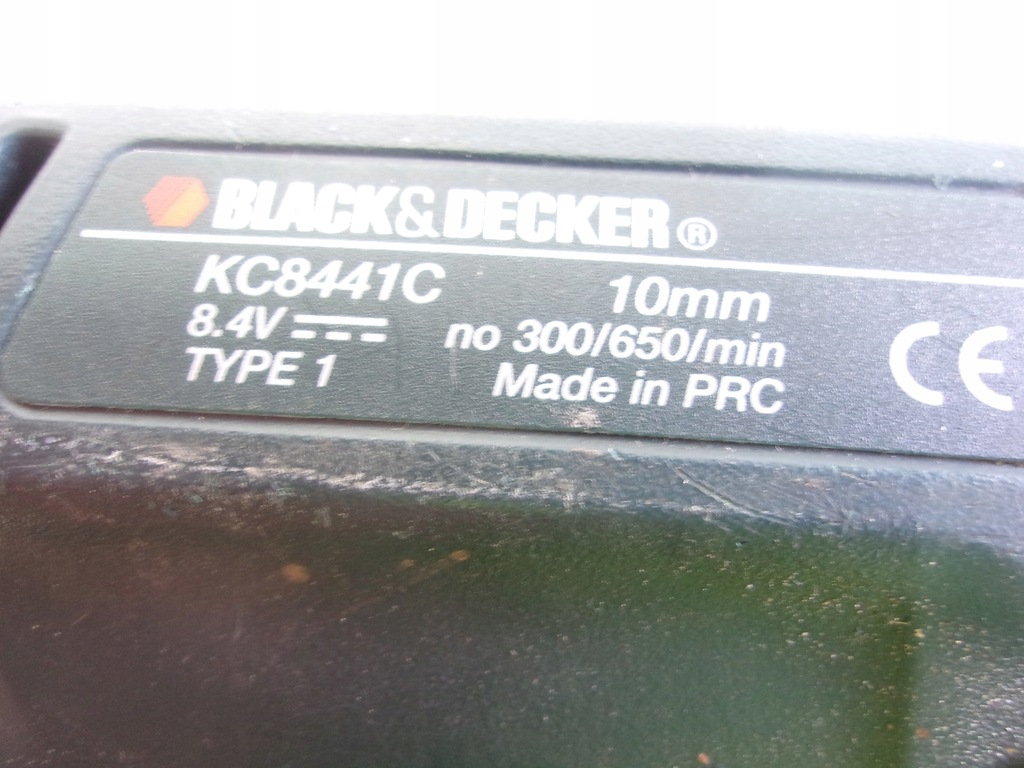 BLACK&DECKER®
KC8441C 10mm
8.4V no 300/650/min
TYPE 1 Made in PRC
CE